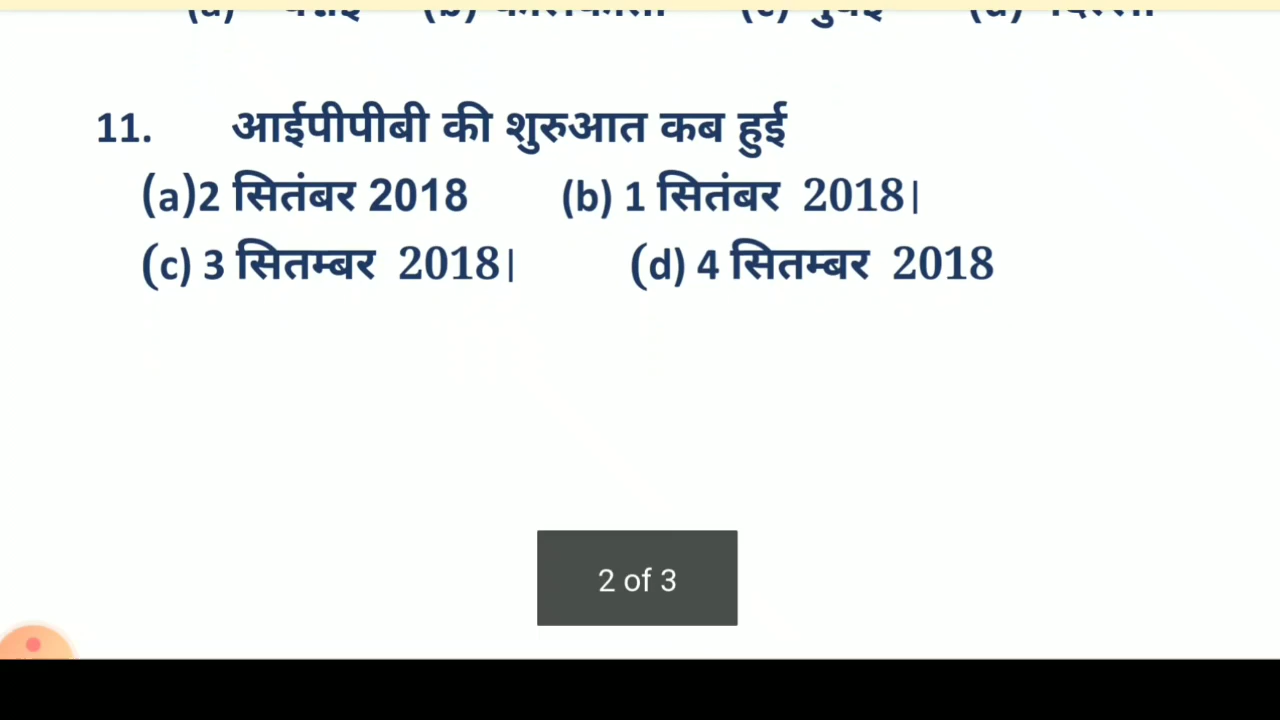 (a) (b) (c) (d)
11. आईपीपीबी की शुरुआत कब हुई
(a)2 सितंबर 2018 (b) 1 सितंबर 2018|
(c) 3 सितम्बर 2018| (d) 4 सितम्बर 2018
2 of 3